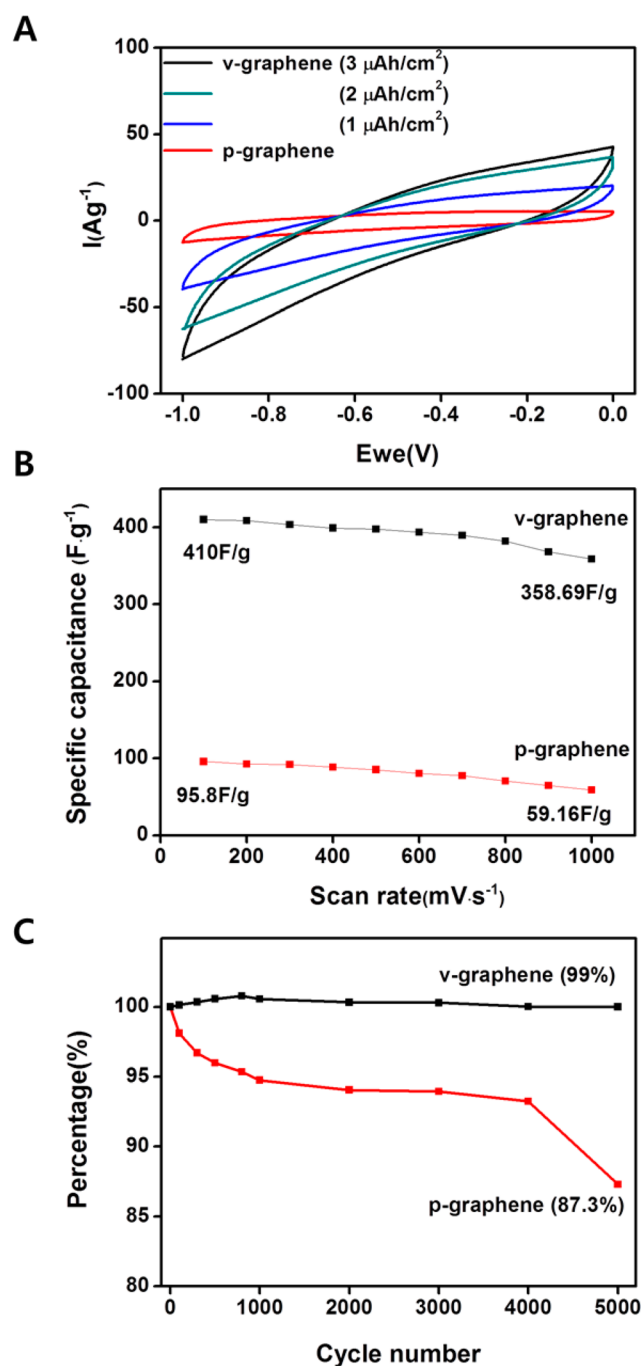 A
100
50
0
-50
-100
I(Ag⁻¹)
v-graphene (3 μAh/cm²)
(2 μAh/cm²)
(1 μAh/cm²)
p-graphene
-1.0 -0.8 -0.6 -0.4 -0.2 0.0
Ewe(V)
B
400
300
200
100
0
Specific capacitance (F·g⁻¹)
v-graphene
410F/g
358.69F/g
p-graphene
95.8F/g
59.16F/g
0 200 400 600 800 1000
Scan rate(mV·s⁻¹)
C
100
95
90
85
80
Percentage(%)
v-graphene (99%)
p-graphene (87.3%)
0 1000 2000 3000 4000 5000
Cycle number